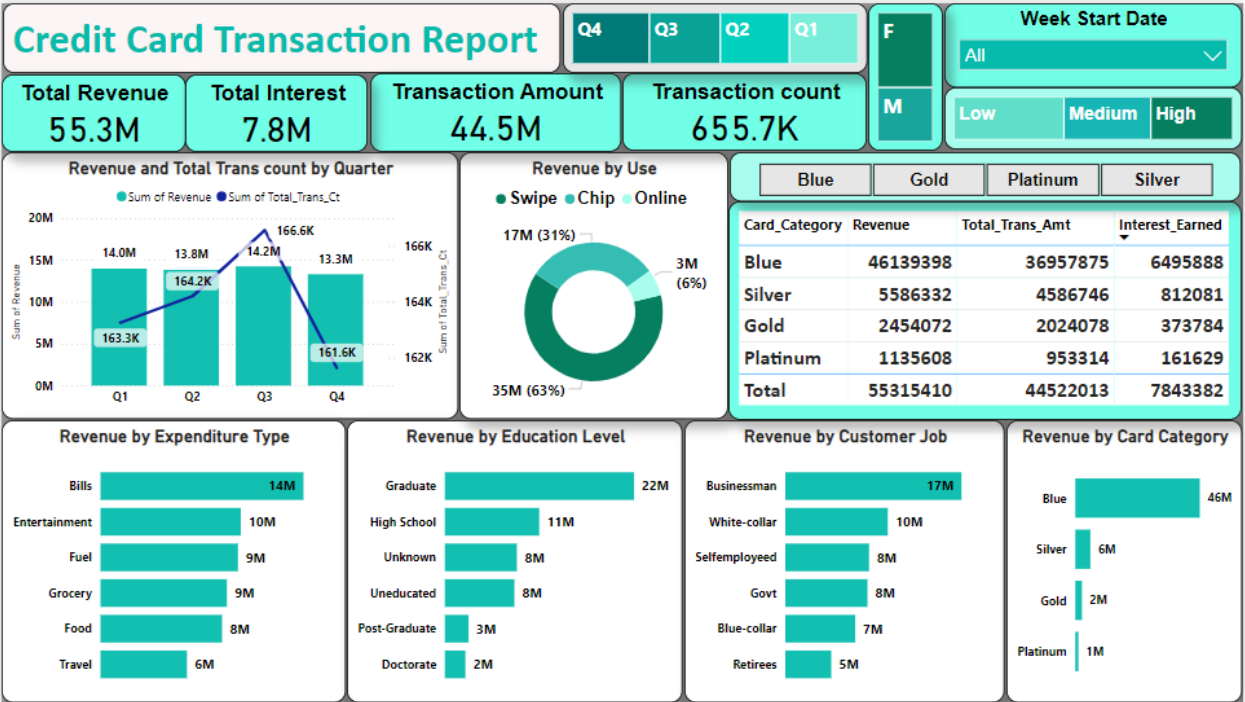 Credit Card Transaction Report
Q4 Q3 Q2 Q1
F
M
Week Start Date
All
Low Medium High
Total Revenue
55.3M
Total Interest
7.8M
Transaction Amount
44.5M
Transaction count
655.7K
Revenue and Total Trans count by Quarter
Sum of Revenue Sum of Total_Trans_Ct
Sum of Revenue
20M
15M
10M
5M
0M
14.0M 13.8M 14.2M 13.3M
163.3K 164.2K 166.6K 161.6K
166K
164K
162K
Sum of Total_Trans_Ct
Q1 Q2 Q3 Q4
Revenue by Use
Swipe Chip Online
17M (31%)
3M
(6%)
35M (63%)
Blue Gold Platinum Silver
Card_Category Revenue Total_Trans_Amt Interest_Earned
Blue 46139398 36957875 6495888
Silver 5586332 4586746 812081
Gold 2454072 2024078 373784
Platinum 1135608 953314 161629
Total 55315410 44522013 7843382
Revenue by Expenditure Type
Bills 14M
Entertainment 10M
Fuel 9M
Grocery 9M
Food 8M
Travel 6M
Revenue by Education Level
Graduate 22M
High School 11M
Unknown 8M
Uneducated 8M
Post-Graduate 3M
Doctorate 2M
Revenue by Customer Job
Businessman 17M
White-collar 10M
Selfemployeed 8M
Govt 8M
Blue-collar 7M
Retirees 5M
Revenue by Card Category
Blue 46M
Silver 6M
Gold 2M
Platinum 1M